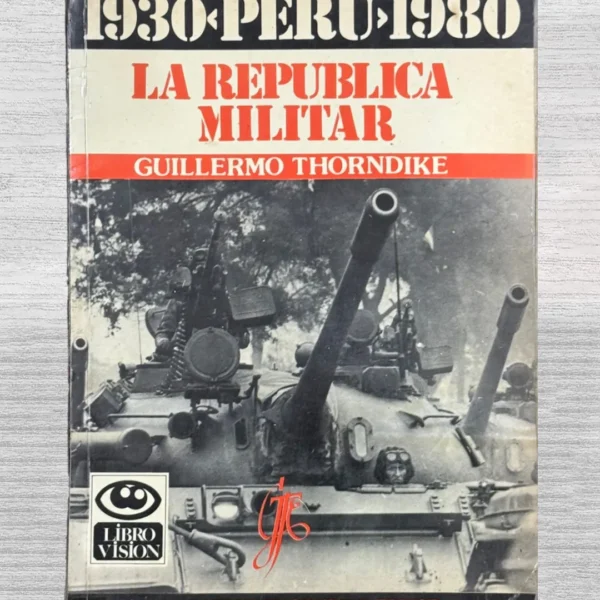 1930‹PERU›1980
LA REPUBLICA
MILITAR
GUILLERMO THORNDIKE
LIBRO
VISION